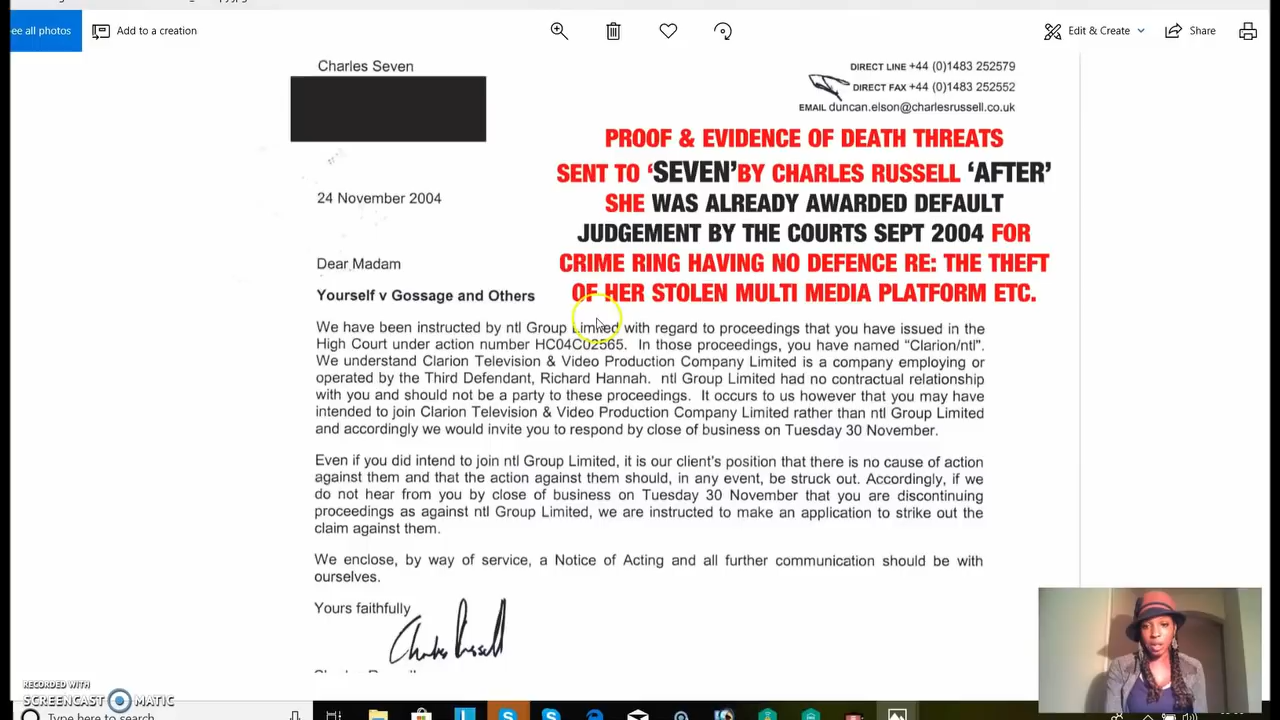 ee all photos
Add to a creation
Edit & Create
Share
Charles Seven
DIRECT LINE +44 (0)1483 252579
DIRECT FAX +44 (0)1483 252552
EMAIL duncan.elson@charlesrussell.co.uk
PROOF & EVIDENCE OF DEATH THREATS
SENT TO ‘SEVEN’BY CHARLES RUSSELL ‘AFTER’
SHE WAS ALREADY AWARDED DEFAULT
JUDGEMENT BY THE COURTS SEPT 2004 FOR
CRIME RING HAVING NO DEFENCE RE: THE THEFT
OF HER STOLEN MULTI MEDIA PLATFORM ETC.
24 November 2004
Dear Madam
Yourself v Gossage and Others
We have been instructed by ntl Group Limited with regard to proceedings that you have issued in the
High Court under action number HC04C02565. In those proceedings, you have named “Clarion/ntl”.
We understand Clarion Television & Video Production Company Limited is a company employing or
operated by the Third Defendant, Richard Hannah. ntl Group Limited had no contractual relationship
with you and should not be a party to these proceedings. It occurs to us however that you may have
intended to join Clarion Television & Video Production Company Limited rather than ntl Group Limited
and accordingly we would invite you to respond by close of business on Tuesday 30 November.
Even if you did intend to join ntl Group Limited, it is our client's position that there is no cause of action
against them and that the action against them should, in any event, be struck out. Accordingly, if we
do not hear from you by close of business on Tuesday 30 November that you are discontinuing
proceedings as against ntl Group Limited, we are instructed to make an application to strike out the
claim against them.
We enclose, by way of service, a Notice of Acting and all further communication should be with
ourselves.
Yours faithfully
Charles Russell
RECORDED WITH
SCREENCAST MATIC
Type here to search